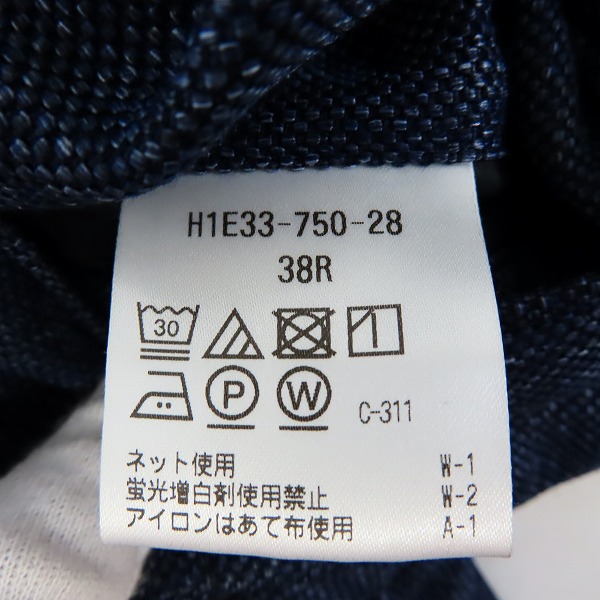 H1E33-750-28
38R
30
P W C-311
ネット使用 W-1
蛍光増白剤使用禁止 W-2
アイロンはあて布使用 A-1